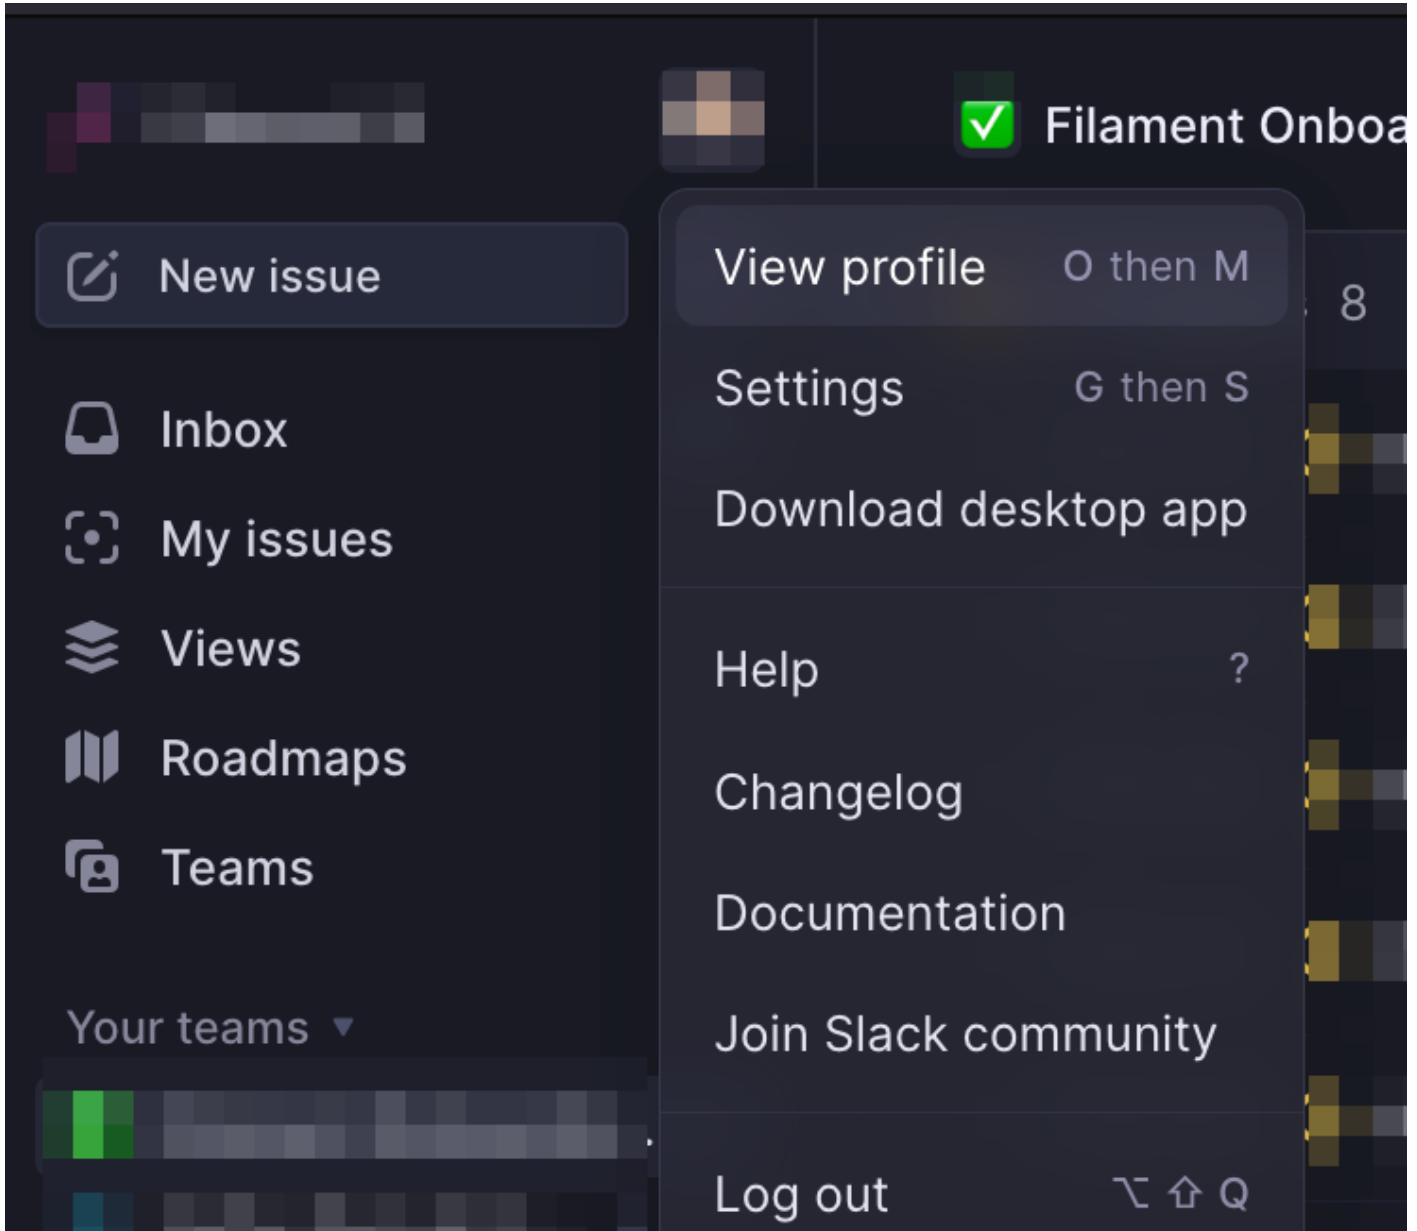 Filament Onboa
New issue
Inbox
My issues
Views
Roadmaps
Teams
Your teams
View profile O then M
Settings G then S
Download desktop app
Help ?
Changelog
Documentation
Join Slack community
Log out ⌥ ⇧ Q
8